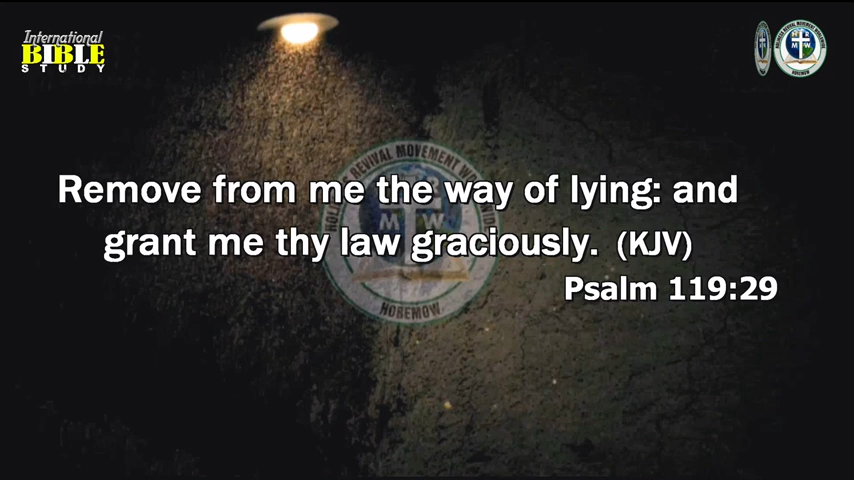 International
BIBLE
STUDY
Remove from me the way of lying: and
grant me thy law graciously. (KJV)
Psalm 119:29
HOREMOW